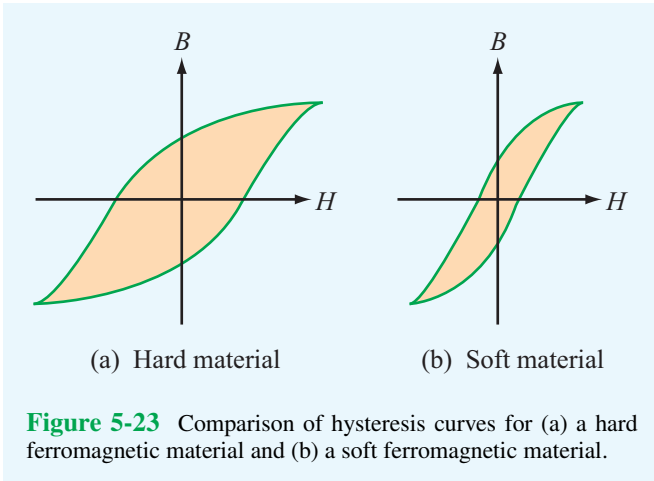 B
H
(a) Hard material
B
H
(b) Soft material
Figure 5-23 Comparison of hysteresis curves for (a) a hard
ferromagnetic material and (b) a soft ferromagnetic material.